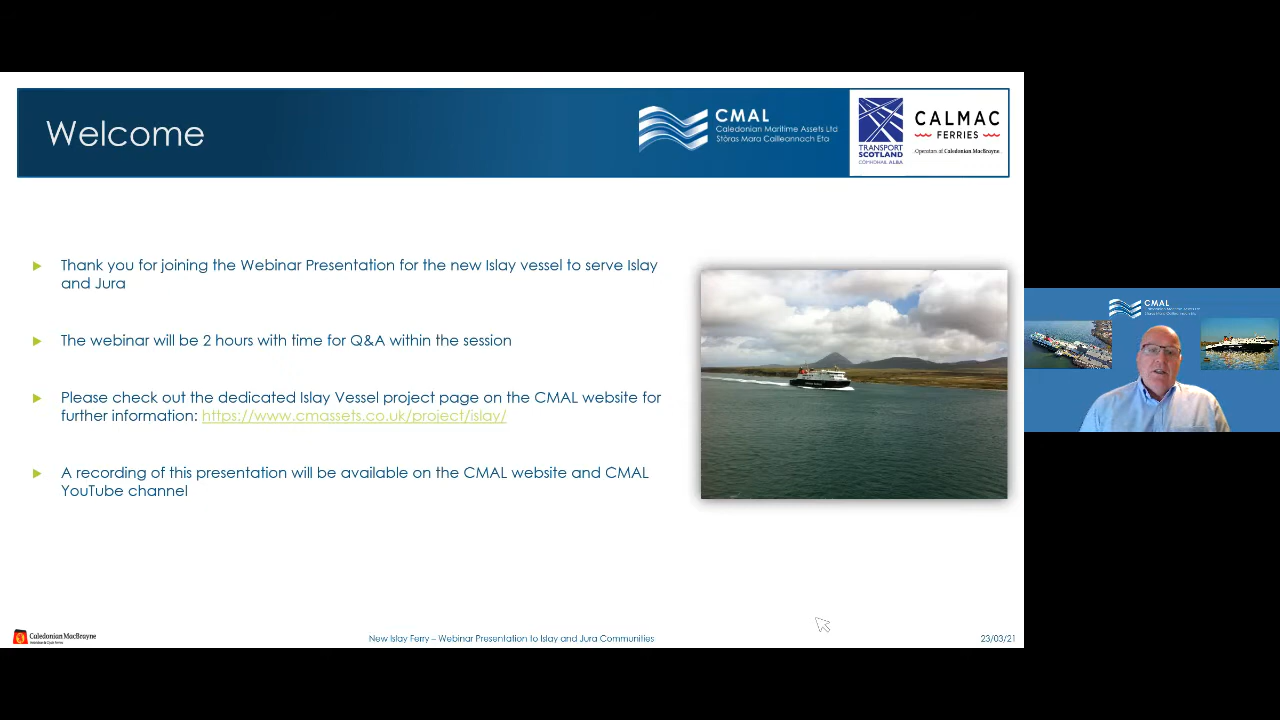 Welcome
CMAL
Caledonian Maritime Assets Ltd
Stòras Mara Cailleannach Eta
TRANSPORT
SCOTLAND
CÒMHDHAIL ALBA
CALMAC
FERRIES
Operators of Caledonian MacBrayne
Thank you for joining the Webinar Presentation for the new Islay vessel to serve Islay
and Jura
The webinar will be 2 hours with time for Q&A within the session
Please check out the dedicated Islay Vessel project page on the CMAL website for
further information: https://www.cmassets.co.uk/project/islay/
A recording of this presentation will be available on the CMAL website and CMAL
YouTube channel
CMAL
Caledonian MacBrayne
New Islay Ferry – Webinar Presentation to Islay and Jura Communities
23/03/21